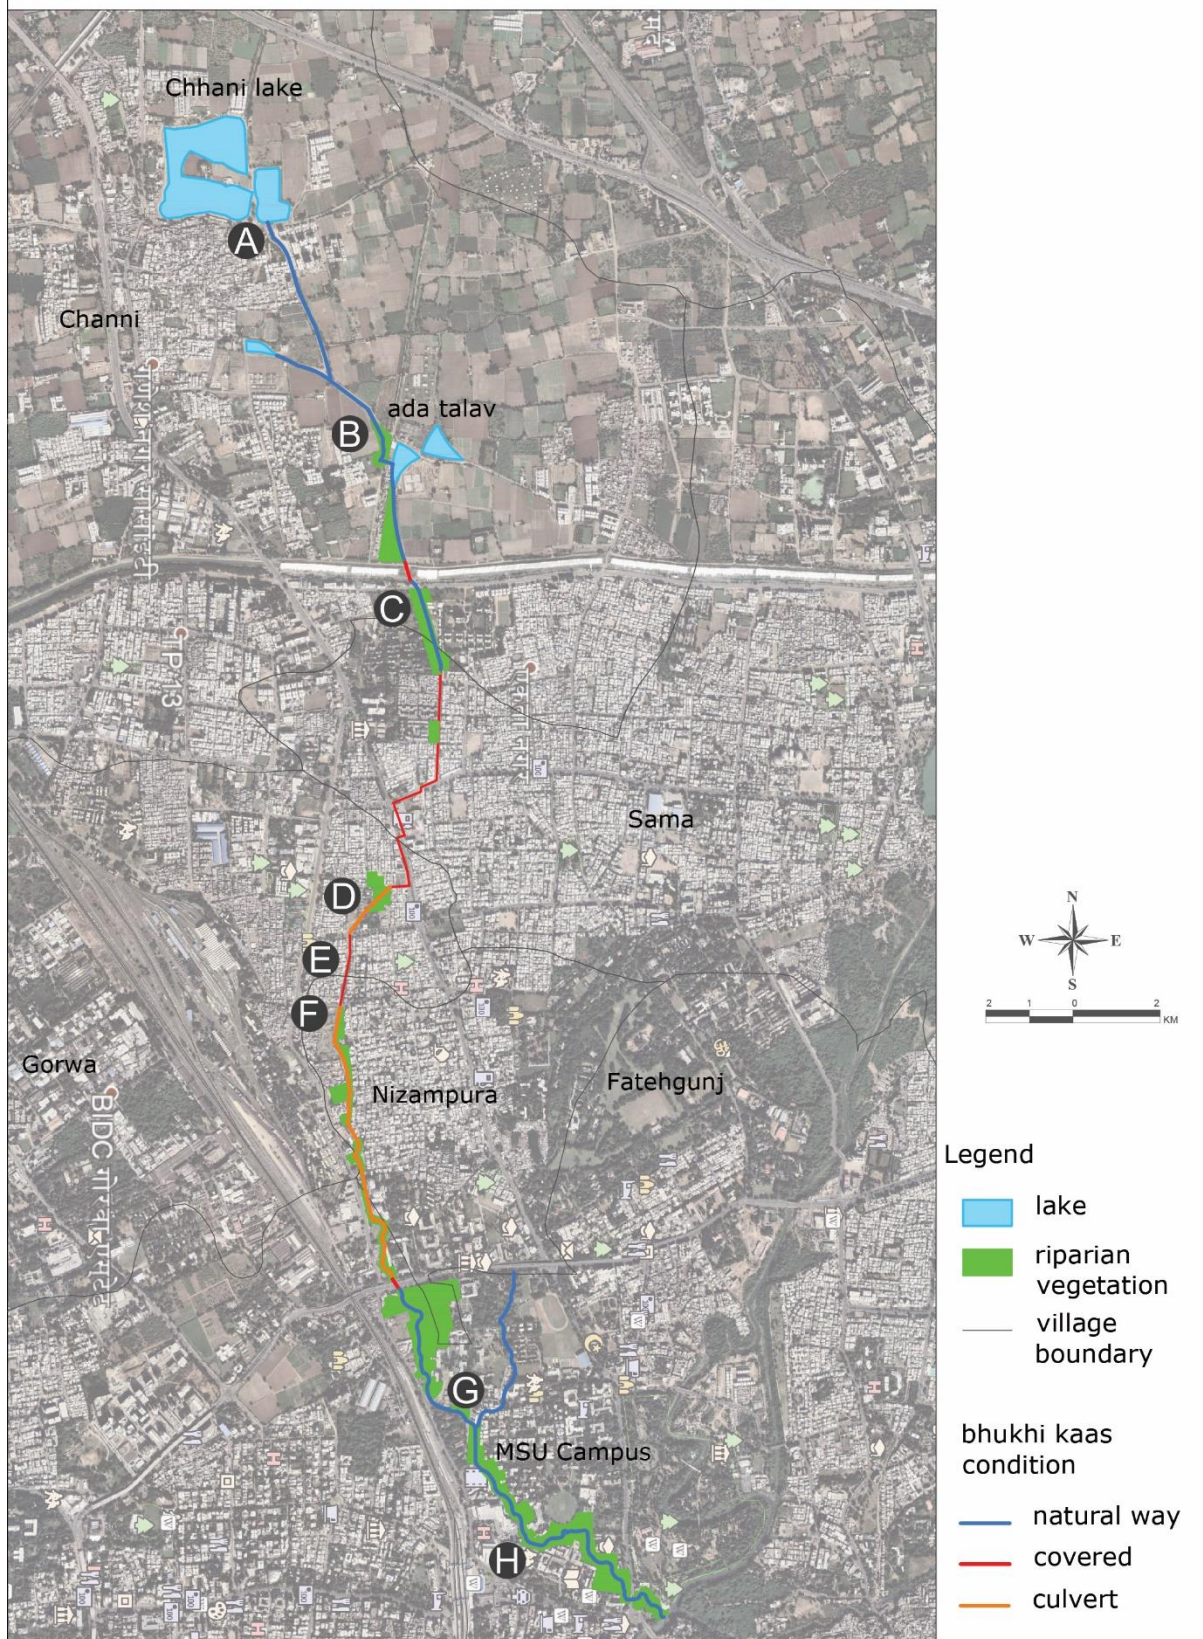 Chhani lake
A
Channi
ada talav
B
C
TP 13
Sama
D
E
F
Gorwa
Nizampura
Fatehgunj
G
MSU Campus
H
N
W E
S
2 1 0 2
KM
Legend
lake
riparian
vegetation
village
boundary
bhukhi kaas
condition
natural way
covered
culvert